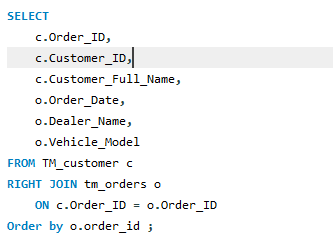 SELECT
c.Order_ID,
c.Customer_ID,
c.Customer_Full_Name,
o.Order_Date,
o.Dealer_Name,
o.Vehicle_Model
FROM TM_customer c
RIGHT JOIN tm_orders o
ON c.Order_ID = o.Order_ID
Order by o.order_id ;